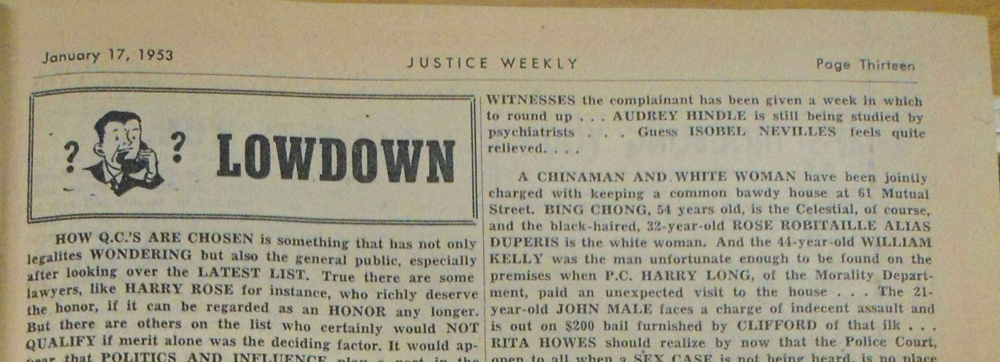 January 17, 1953
JUSTICE WEEKLY
Page Thirteen
? ? LOWDOWN
HOW Q.C.'S ARE CHOSEN is something that has not only
legalites WONDERING but also the general public, especially
after looking over the LATEST LIST. True there are some
lawyers, like HARRY ROSE for instance, who richly deserve
the honor, if it can be regarded as an HONOR any longer.
But there are others on the list who certainly would NOT
QUALIFY if merit alone was the deciding factor. It would ap-
pear that POLITICS AND INFLUENCE play a part in the
WITNESSES the complainant has been given a week in which
to round up . . . AUDREY HINDLE is still being studied by
psychiatrists . . . Guess ISOBEL NEVILLES feels quite
relieved. . . .
A CHINAMAN AND WHITE WOMAN have been jointly
charged with keeping a common bawdy house at 61 Mutual
Street. BING CHONG, 54 years old, is the Celestial, of course,
and the black-haired, 32-year-old ROSE ROBITAILLE ALIAS
DUPERIS is the white woman. And the 44-year-old WILLIAM
KELLY was the man unfortunate enough to be found on the
premises when P.C. HARRY LONG, of the Morality Depart-
ment, paid an unexpected visit to the house . . . The 21-
year-old JOHN MALE faces a charge of indecent assault and
is out on $200 bail furnished by CLIFFORD of that ilk . . .
RITA HOWES should realize by now that the Police Court,
open to all when a SEX CASE is not being heard, is no place